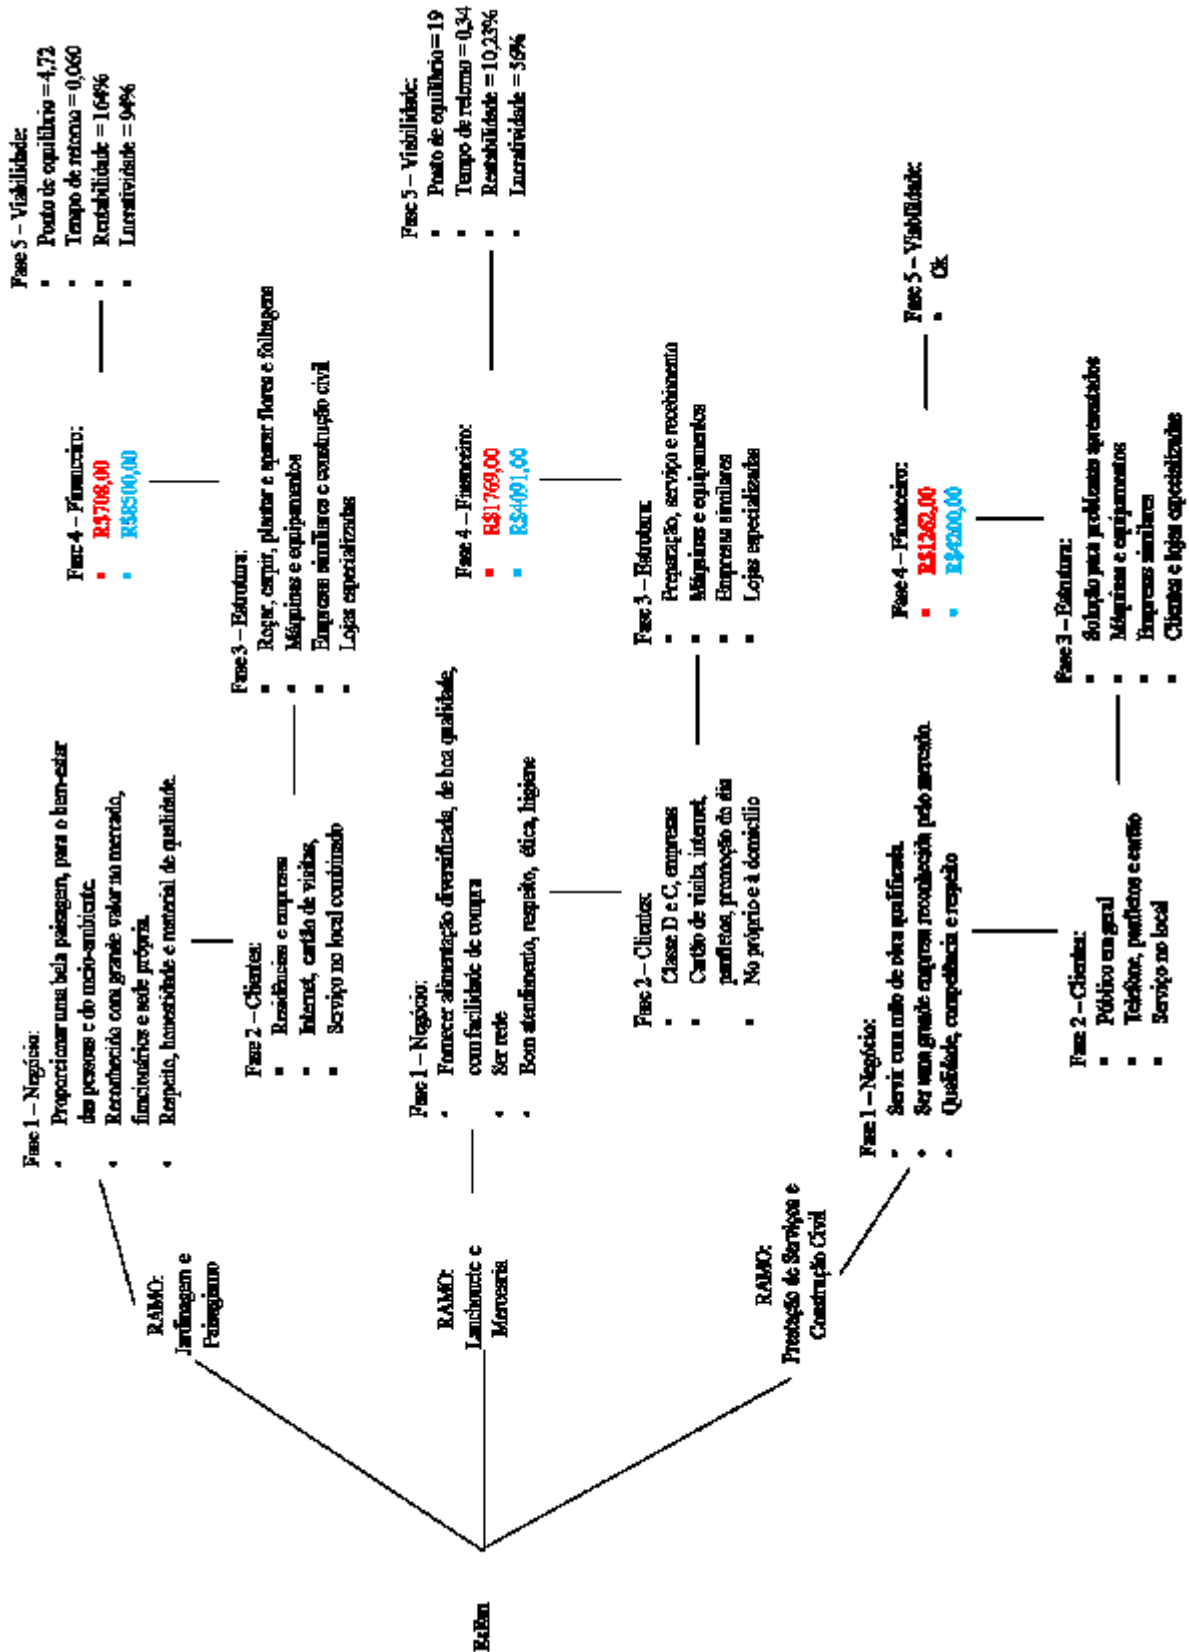 RAMO:
Jardinagem e
Paisagismo
Fase 1 – Negócio:
Proporcionar uma bela paisagem, para o bem-estar
das pessoas e do meio-ambiente.
Reconhecido com grande valor no mercado,
funcionários e sede própria.
Respeito, honestidade e material de qualidade.
Fase 2 – Clientes:
Residências e empresas
Internet, cartão de visitas,
Serviço no local combinado
Fase 3 – Estrutura:
Roçar, carpir, plantar e aparar flores e folhagens
Máquinas e equipamentos
Empresas similares e construção civil
Lojas especializadas
Fase 4 – Financeiro:
R$708,00
R$8500,00
Fase 5 – Viabilidade:
Ponto de equilíbrio = 4,72
Tempo de retorno = 0,060
Rentabilidade = 164%
Lucratividade = 94%
RAMO:
Lanchonete e
Mercearia
Fase 1 – Negócio:
Fornecer alimentação diversificada, de boa qualidade,
com facilidade de compra
Ser rede
Bom atendimento, respeito, ética, higiene
Fase 2 – Clientes:
Classe D e C, empresas
Cartão de visita, internet,
panfletos, promoção do dia
No próprio e à domicílio
Fase 3 – Estrutura:
Preparação, serviço e recebimento
Máquinas e equipamentos
Empresas similares
Lojas especializadas
Fase 4 – Financeiro:
R$1769,00
R$4091,00
Fase 5 – Viabilidade:
Ponto de equilíbrio = 19
Tempo de retorno = 0,34
Rentabilidade = 10,23%
Lucratividade = 56%
RAMO:
Prestação de Serviços e
Construção Civil
Fase 1 – Negócio:
Servir com mão de obra qualificada.
Ser uma grande empresa reconhecida pelo mercado.
Qualidade, competência e respeito
Fase 2 – Clientes:
Público em geral
Telefone, panfletos e cartão
Serviço no local
Fase 3 – Estrutura:
Solução para problemas apresentados
Máquinas e equipamentos
Empresas similares
Clientes e lojas especializadas
Fase 4 – Financeiro:
R$1262,00
R$4200,00
Fase 5 – Viabilidade:
Ok